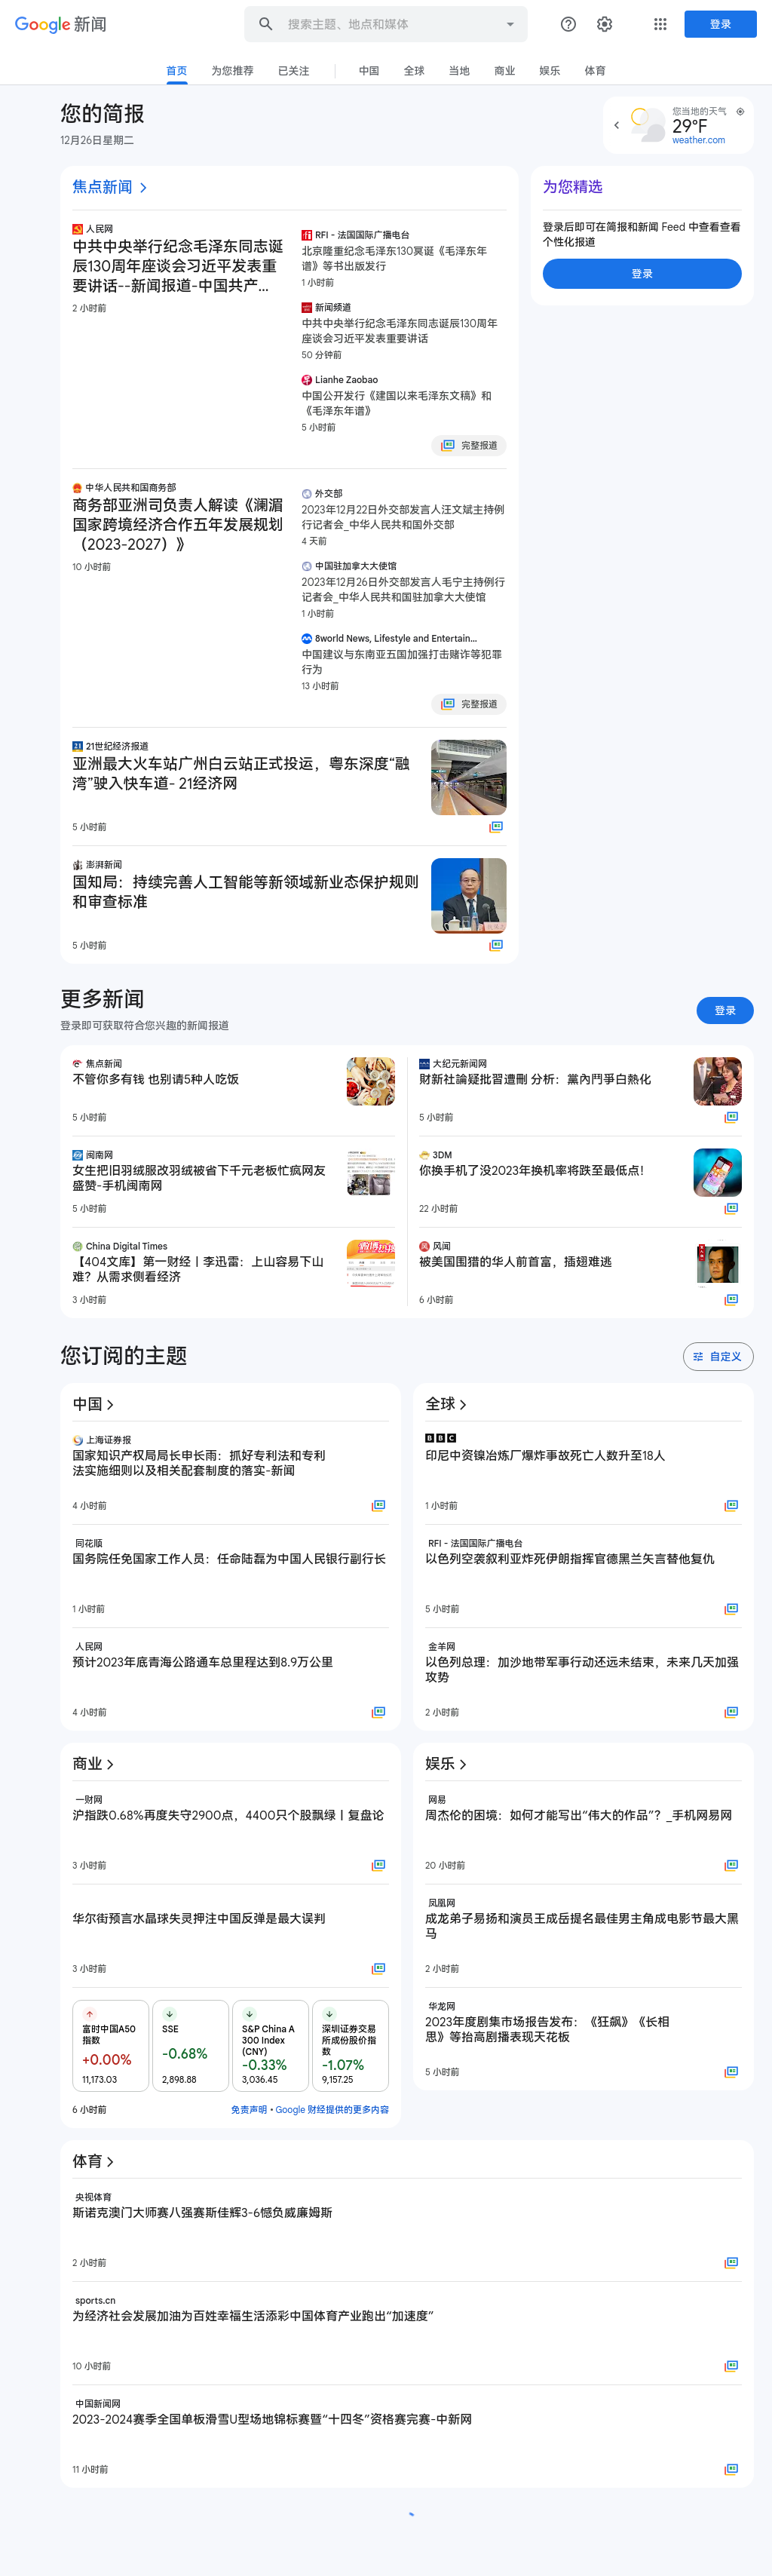 Google 新闻
搜索主题、地点和媒体
登录
首页
为您推荐
已关注
中国
全球
当地
商业
娱乐
体育
您的简报
12月26日星期二
您当地的天气
29°F
weather.com
焦点新闻
人民网
中共中央举行纪念毛泽东同志诞
辰130周年座谈会习近平发表重
要讲话--新闻报道-中国共产...
2 小时前
RFI - 法国国际广播电台
北京隆重纪念毛泽东130冥诞《毛泽东年
谱》等书出版发行
1 小时前
新闻频道
中共中央举行纪念毛泽东同志诞辰130周年
座谈会习近平发表重要讲话
50 分钟前
Lianhe Zaobao
中国公开发行《建国以来毛泽东文稿》和
《毛泽东年谱》
5 小时前
完整报道
中华人民共和国商务部
商务部亚洲司负责人解读《澜湄
国家跨境经济合作五年发展规划
（2023-2027）》
10 小时前
外交部
2023年12月22日外交部发言人汪文斌主持例
行记者会_中华人民共和国外交部
4 天前
中国驻加拿大大使馆
2023年12月26日外交部发言人毛宁主持例行
记者会_中华人民共和国驻加拿大大使馆
1 小时前
8world News, Lifestyle and Entertain...
中国建议与东南亚五国加强打击赌诈等犯罪
行为
13 小时前
完整报道
21世纪经济报道
亚洲最大火车站广州白云站正式投运，粤东深度“融
湾”驶入快车道- 21经济网
5 小时前
澎湃新闻
国知局：持续完善人工智能等新领域新业态保护规则
和审查标准
5 小时前
为您精选
登录后即可在简报和新闻 Feed 中查看查看
个性化报道
登录
更多新闻
登录即可获取符合您兴趣的新闻报道
登录
焦点新闻
不管你多有钱 也别请5种人吃饭
5 小时前
大纪元新闻网
財新社論疑批習遭刪 分析：黨內鬥爭白熱化
5 小时前
闽南网
女生把旧羽绒服改羽绒被省下千元老板忙疯网友
盛赞-手机闽南网
5 小时前
3DM
你换手机了没2023年换机率将跌至最低点！
22 小时前
China Digital Times
【404文库】第一财经丨李迅雷：上山容易下山
难？从需求侧看经济
3 小时前
风闻
被美国围猎的华人前首富，插翅难逃
6 小时前
您订阅的主题
自定义
中国
上海证券报
国家知识产权局局长申长雨：抓好专利法和专利
法实施细则以及相关配套制度的落实-新闻
4 小时前
同花順
国务院任免国家工作人员：任命陆磊为中国人民银行副行长
1 小时前
人民网
预计2023年底青海公路通车总里程达到8.9万公里
4 小时前
全球
BBC
印尼中资镍冶炼厂爆炸事故死亡人数升至18人
1 小时前
RFI - 法国国际广播电台
以色列空袭叙利亚炸死伊朗指挥官德黑兰矢言替他复仇
5 小时前
金羊网
以色列总理：加沙地带军事行动还远未结束，未来几天加强
攻势
2 小时前
商业
一财网
沪指跌0.68%再度失守2900点，4400只个股飘绿丨复盘论
3 小时前
华尔街预言水晶球失灵押注中国反弹是最大误判
3 小时前
富时中国A50
指数
+0.00%
11,173.03
SSE
-0.68%
2,898.88
S&P China A
300 Index
(CNY)
-0.33%
3,036.45
深圳证券交易
所成份股价指
数
-1.07%
9,157.25
6 小时前
免责声明 • Google 财经提供的更多内容
娱乐
网易
周杰伦的困境：如何才能写出“伟大的作品”？_手机网易网
20 小时前
凤凰网
成龙弟子易扬和演员王成岳提名最佳男主角成电影节最大黑
马
2 小时前
华龙网
2023年度剧集市场报告发布：《狂飙》《长相
思》等抬高剧播表现天花板
5 小时前
体育
央视体育
斯诺克澳门大师赛八强赛斯佳辉3-6憾负威廉姆斯
2 小时前
sports.cn
为经济社会发展加油为百姓幸福生活添彩中国体育产业跑出“加速度”
10 小时前
中国新闻网
2023-2024赛季全国单板滑雪U型场地锦标赛暨“十四冬”资格赛完赛-中新网
11 小时前